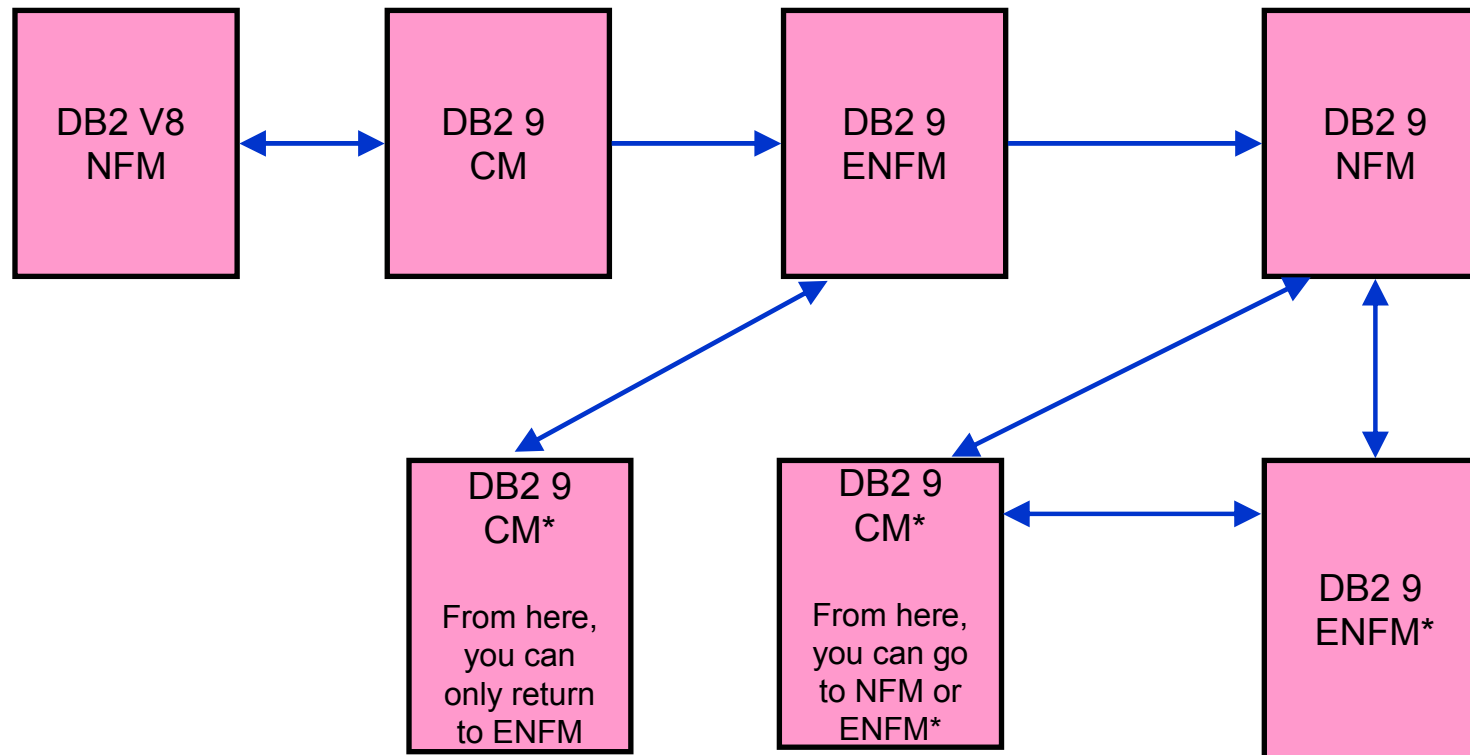 DB2 V8
NFM
DB2 9
CM
DB2 9
ENFM
DB2 9
NFM
DB2 9
CM*
From here,
you can
only return
to ENFM
DB2 9
CM*
From here,
you can go
to NFM or
ENFM*
DB2 9
ENFM*